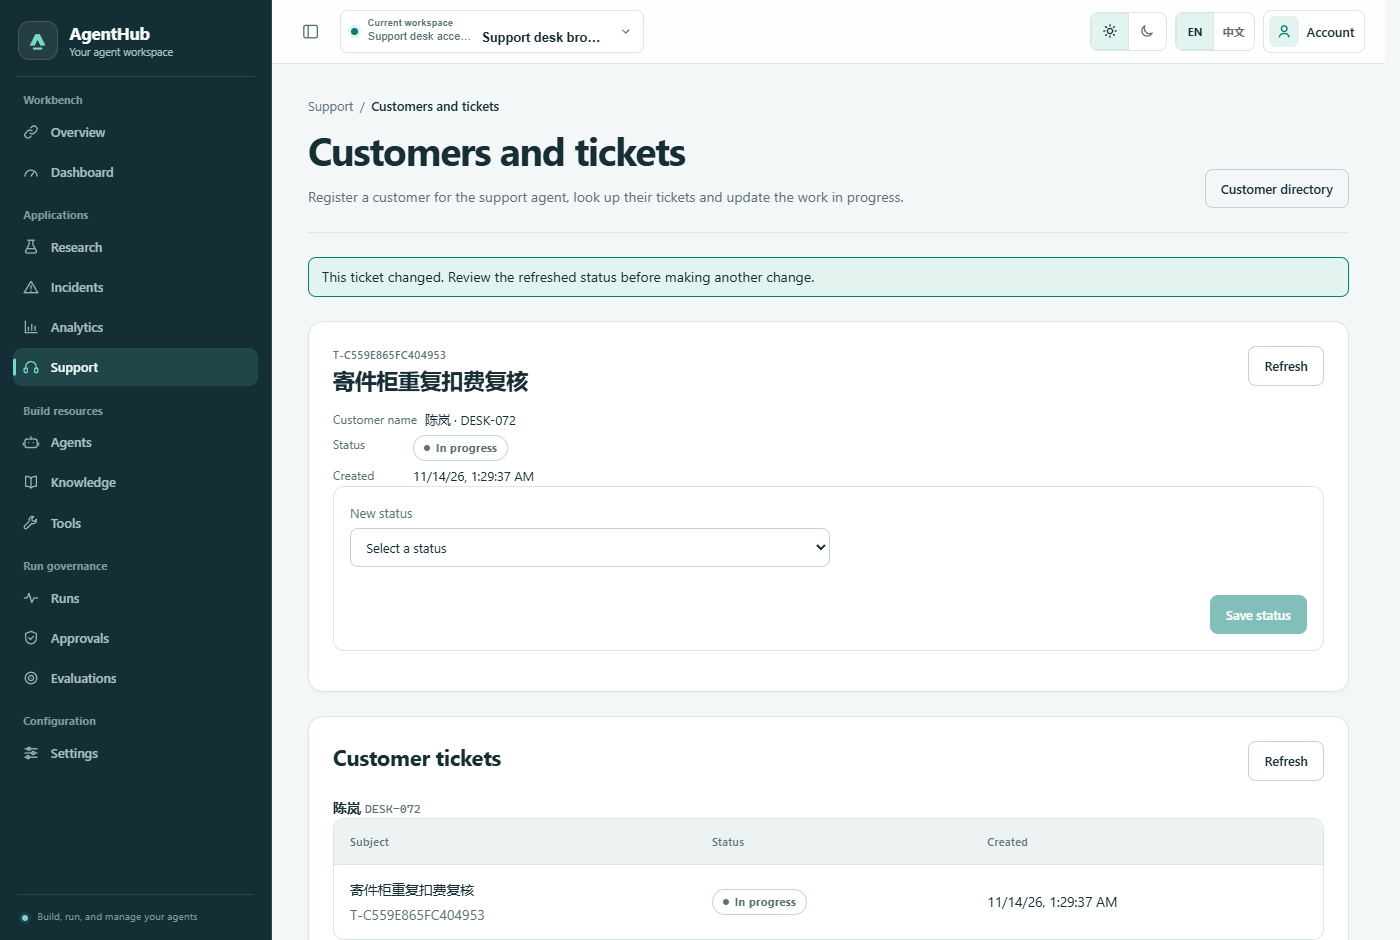 AgentHub
Your agent workspace
Workbench
Overview
Dashboard
Applications
Research
Incidents
Analytics
Support
Build resources
Agents
Knowledge
Tools
Run governance
Runs
Approvals
Evaluations
Configuration
Settings
Build, run, and manage your agents
Current workspace
Support desk acce... Support desk bro...
EN 中文 Account
Support / Customers and tickets
Customers and tickets
Register a customer for the support agent, look up their tickets and update the work in progress.
Customer directory
This ticket changed. Review the refreshed status before making another change.
T-C559E865FC404953
寄件柜重复扣费复核
Refresh
Customer name 陈岚 · DESK-072
Status In progress
Created 11/14/26, 1:29:37 AM
New status
Select a status
Save status
Customer tickets
Refresh
陈岚 DESK-072
Subject Status Created
寄件柜重复扣费复核
T-C559E865FC404953
In progress
11/14/26, 1:29:37 AM